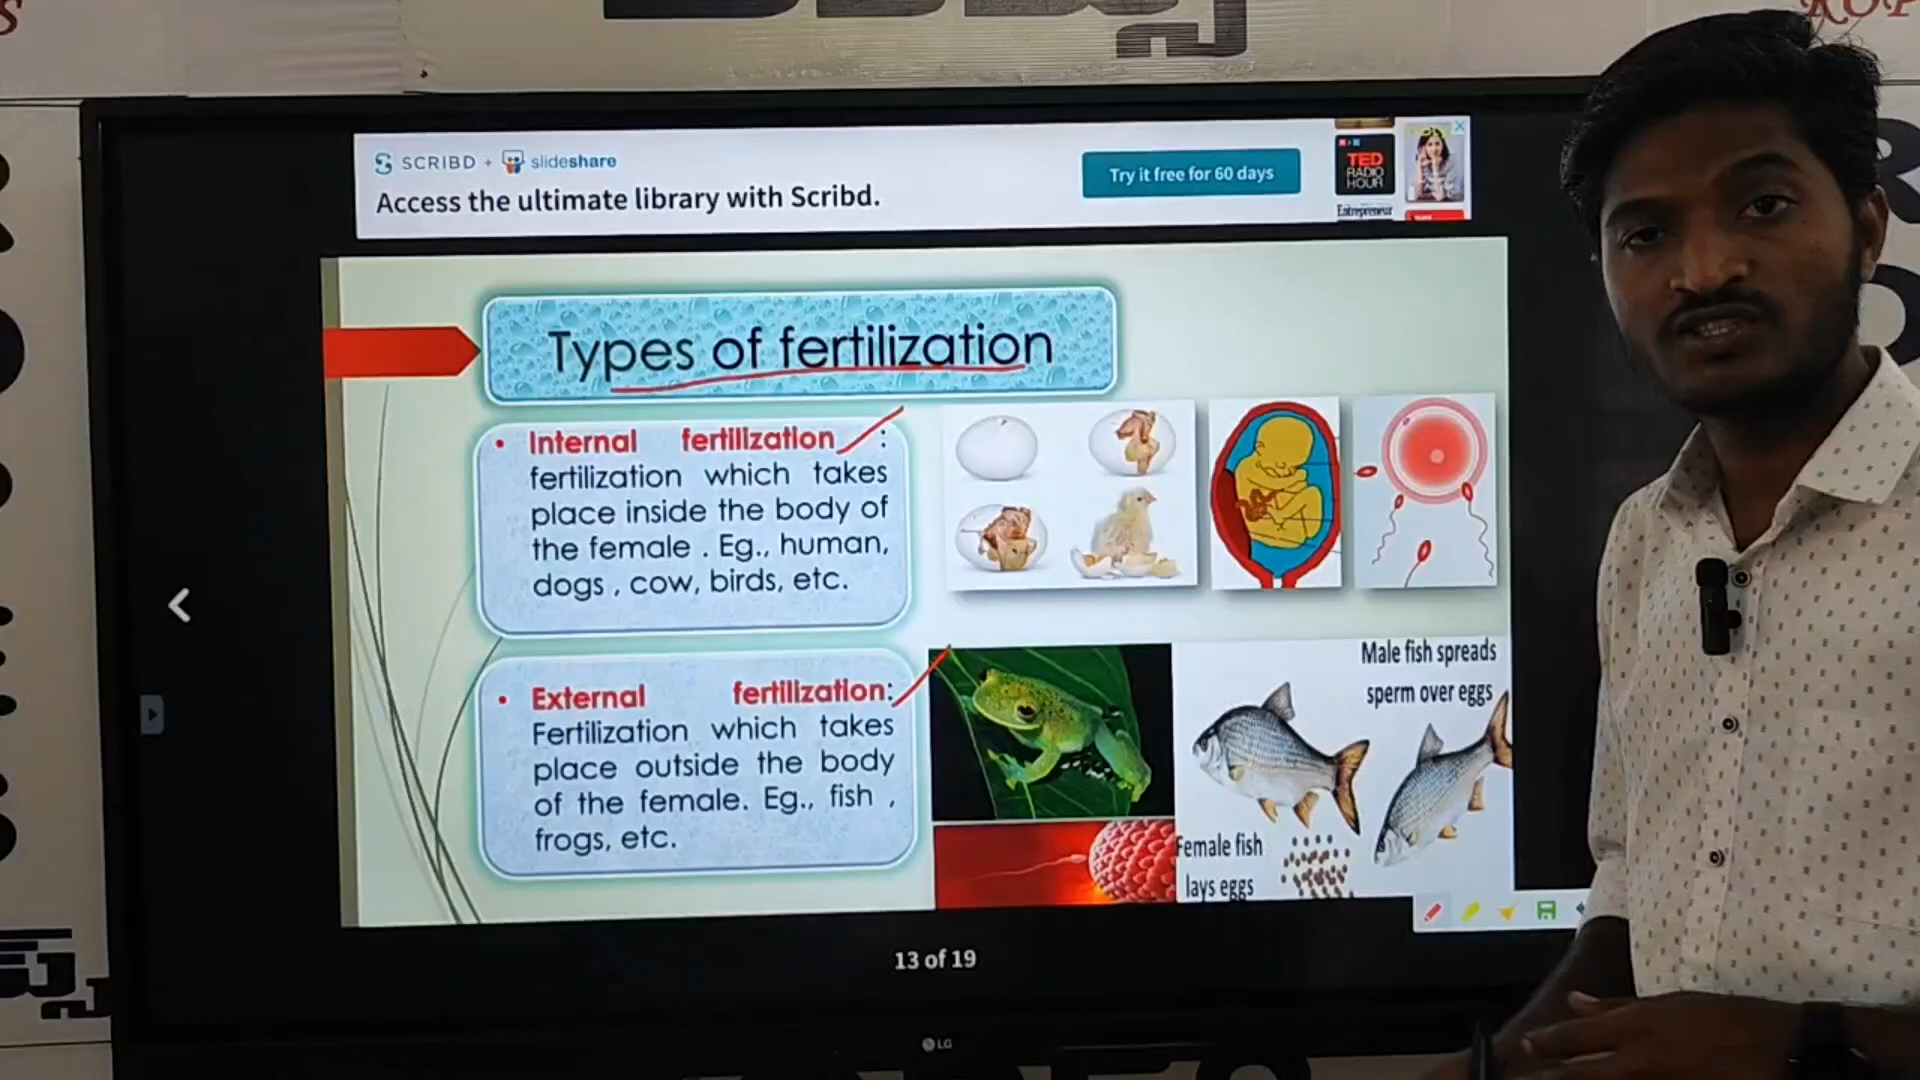 SCRIBD + slideshare
Access the ultimate library with Scribd.
Try it free for 60 days
TED
RADIO
HOUR
Entrepreneur
Types of fertilization
• Internal fertilization :
fertilization which takes
place inside the body of
the female . Eg., human,
dogs , cow, birds, etc.
• External fertilization:
Fertilization which takes
place outside the body
of the female. Eg., fish ,
frogs, etc.
Male fish spreads
sperm over eggs
Female fish
lays eggs
13 of 19
LG